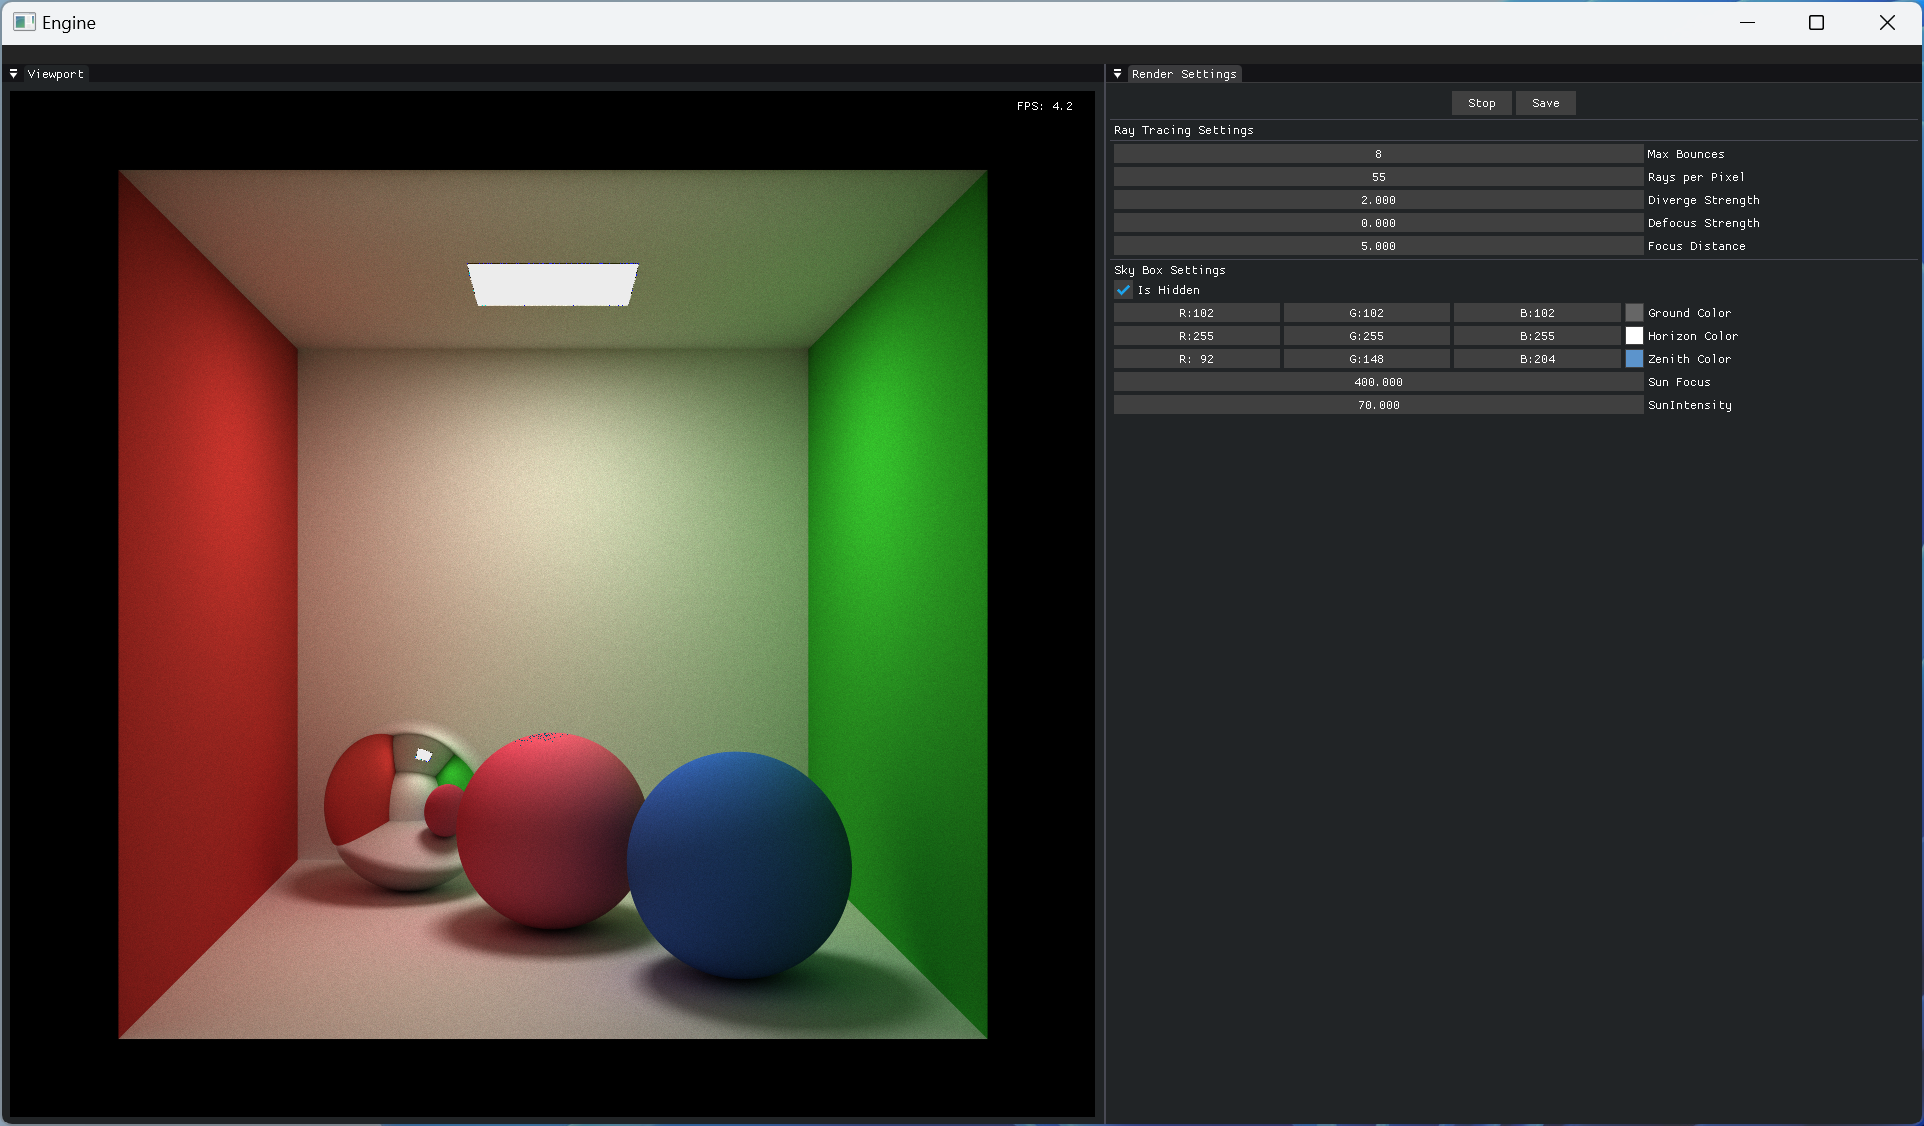 Engine
Viewport
FPS: 4.2
Render Settings
Stop Save
Ray Tracing Settings
8 Max Bounces
55 Rays per Pixel
2.000 Diverge Strength
0.000 Defocus Strength
5.000 Focus Distance
Sky Box Settings
Is Hidden
R:102 G:102 B:102 Ground Color
R:255 G:255 B:255 Horizon Color
R: 92 G:148 B:204 Zenith Color
400.000 Sun Focus
70.000 SunIntensity